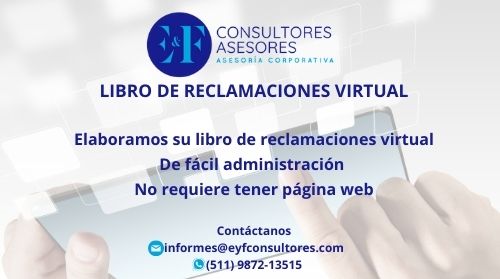 E&F
CONSULTORES
ASESORES
ASESORÍA CORPORATIVA
LIBRO DE RECLAMACIONES VIRTUAL
Elaboramos su libro de reclamaciones virtual
De fácil administración
No requiere tener página web
Contáctanos
informes@eyfconsultores.com
(511) 9872-13515